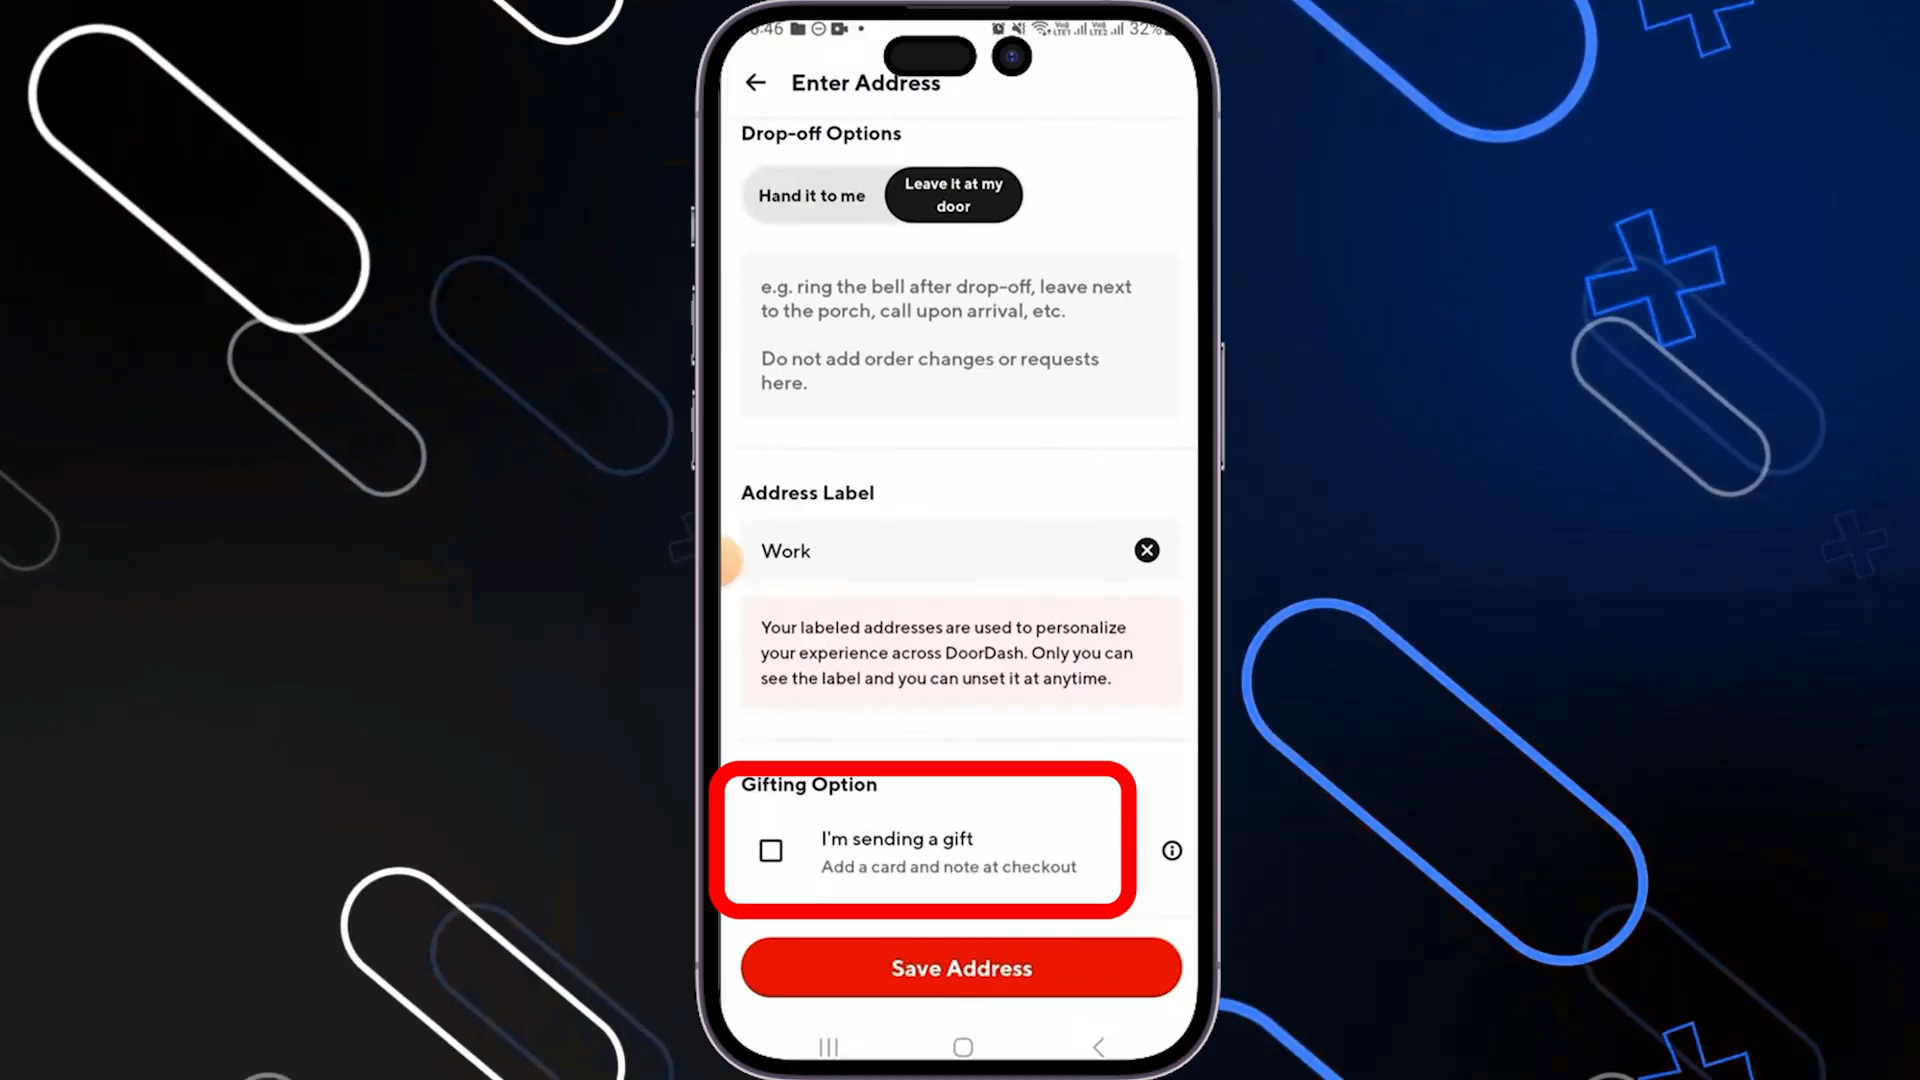 :46
32%
Enter Address
Drop-off Options
Hand it to me
Leave it at my
door
e.g. ring the bell after drop-off, leave next
to the porch, call upon arrival, etc.
Do not add order changes or requests
here.
Address Label
Work
Your labeled addresses are used to personalize
your experience across DoorDash. Only you can
see the label and you can unset it at anytime.
Gifting Option
I'm sending a gift
Add a card and note at checkout
Save Address